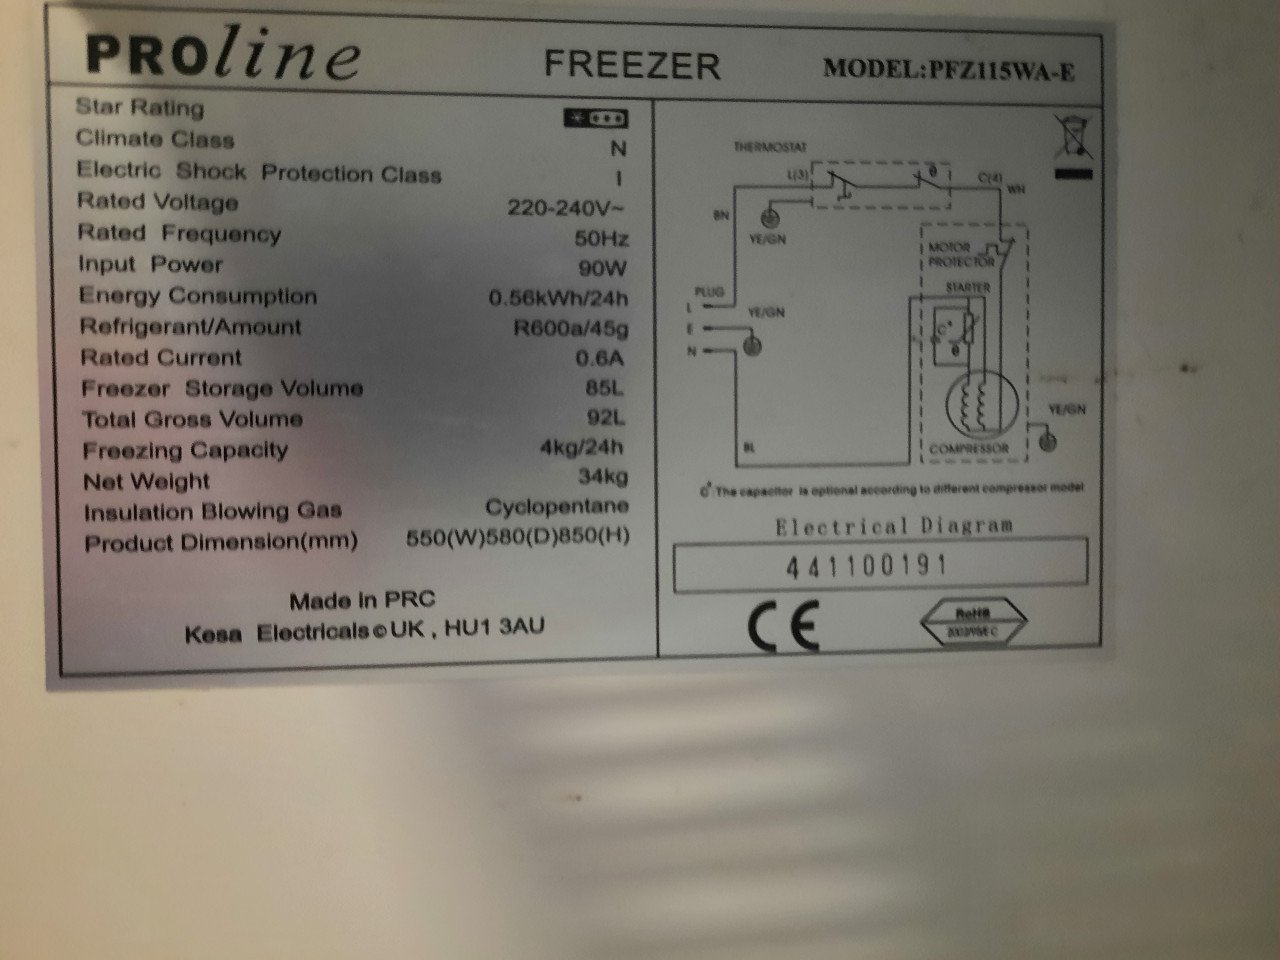 PROline FREEZER MODEL:PFZ115WA-E
Star Rating
Climate Class N
Electric Shock Protection Class I
Rated Voltage 220-240V~
Rated Frequency 50Hz
Input Power 90W
Energy Consumption 0.56kWh/24h
Refrigerant/Amount R600a/45g
Rated Current 0.6A
Freezer Storage Volume 85L
Total Gross Volume 92L
Freezing Capacity 4kg/24h
Net Weight 34kg
Insulation Blowing Gas Cyclopentane
Product Dimension(mm) 550(W)580(D)850(H)
Made in PRC
Kesa Electricals©UK, HU1 3AU
THERMOSTAT
L(3) θ C(4)
WH
BN
YE/GN
MOTOR
PROTECTOR
STARTER
PLUG
L
YE/GN
E
N
C*
θ
YE/GN
BL
COMPRESSOR
C* :The capacitor is optional according to different compressor model
Electrical Diagram
441100191
CE
RoHS